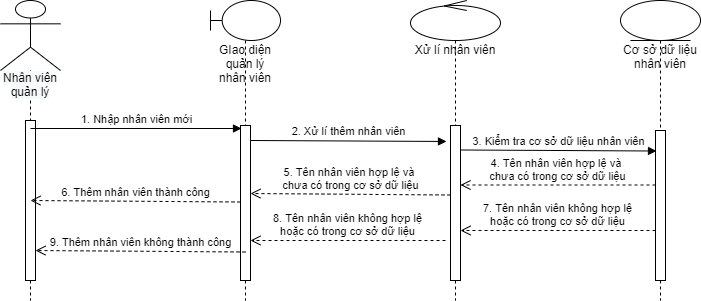 Nhân viên
quản lý
Giao diện
quản lý
nhân viên
Xử lí nhân viên
Cơ sở dữ liệu
nhân viên
1. Nhập nhân viên mới
2. Xử lí thêm nhân viên
3. Kiểm tra cơ sở dữ liệu nhân viên
4. Tên nhân viên hợp lệ và
chưa có trong cơ sở dữ liệu
5. Tên nhân viên hợp lệ và
chưa có trong cơ sở dữ liệu
6. Thêm nhân viên thành công
7. Tên nhân viên không hợp lệ
hoặc có trong cơ sở dữ liệu
8. Tên nhân viên không hợp lệ
hoặc có trong cơ sở dữ liệu
9. Thêm nhân viên không thành công